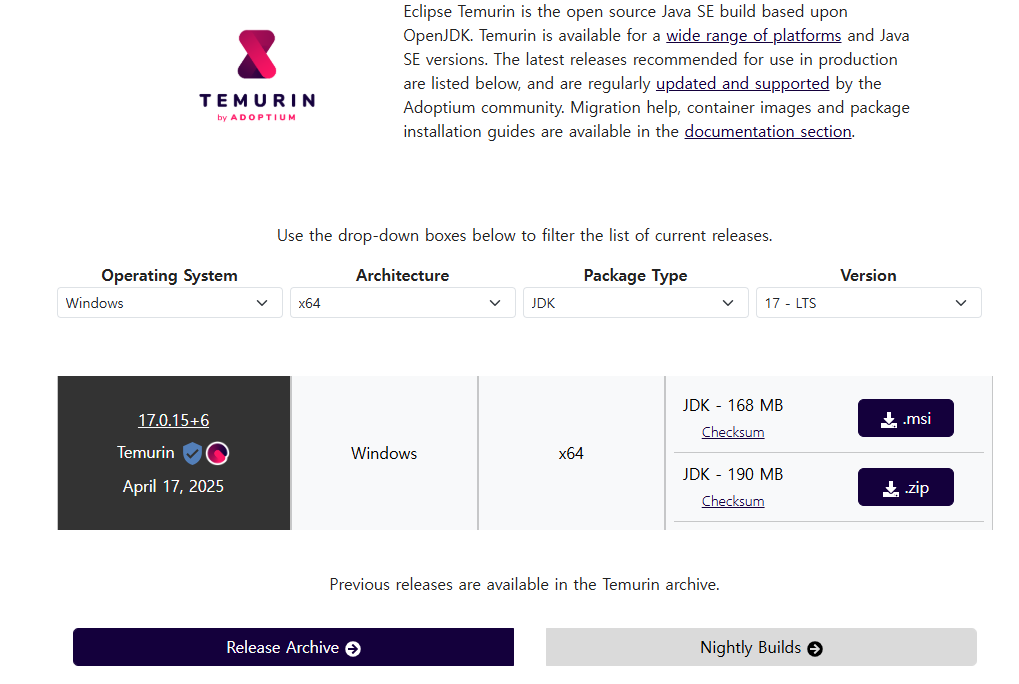 Eclipse Temurin is the open source Java SE build based upon
OpenJDK. Temurin is available for a wide range of platforms and Java
SE versions. The latest releases recommended for use in production
are listed below, and are regularly updated and supported by the
Adoptium community. Migration help, container images and package
installation guides are available in the documentation section.
TEMURIN
by ADOPTIUM
Use the drop-down boxes below to filter the list of current releases.
Operating System Architecture Package Type Version
Windows x64 JDK 17 - LTS
17.0.15+6
Temurin
April 17, 2025
Windows
x64
JDK - 168 MB
Checksum
.msi
JDK - 190 MB
Checksum
.zip
Previous releases are available in the Temurin archive.
Release Archive
Nightly Builds